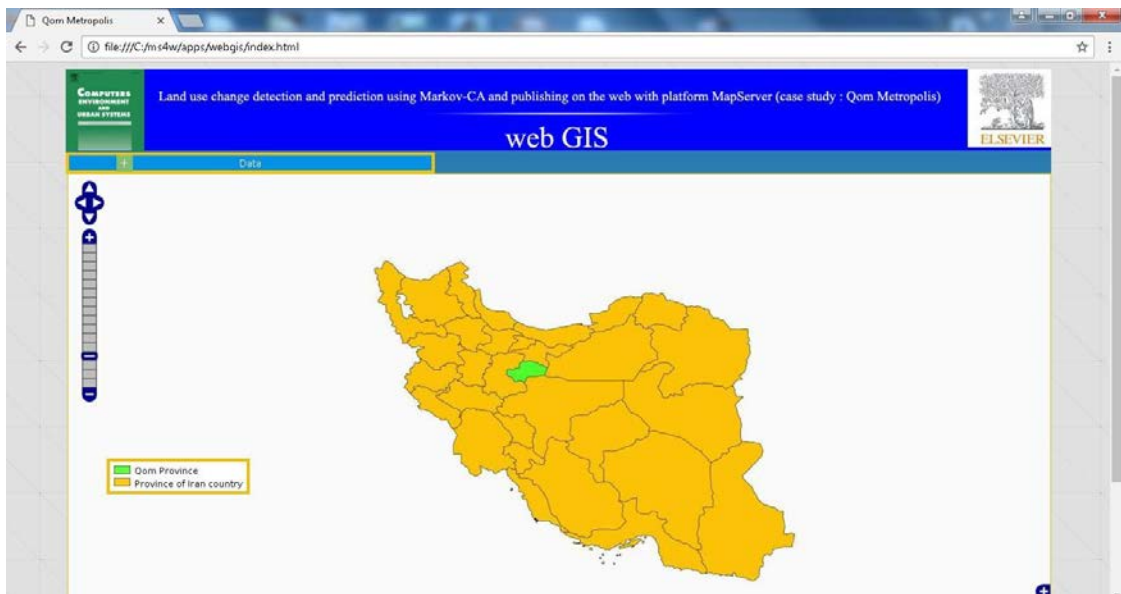 Qom Metropolis
file:///C:/ms4w/apps/webgis/index.html
COMPUTERS
ENVIRONMENT
AND
URBAN SYSTEMS
Land use change detection and prediction using Markov-CA and publishing on the web with platform MapServer (case study : Qom Metropolis)
web GIS
ELSEVIER
Data
Qom Province
Province of Iran country